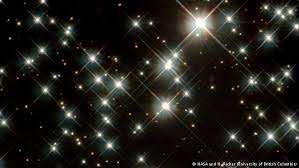 © NASA and H. Richer (University of British Columbia)